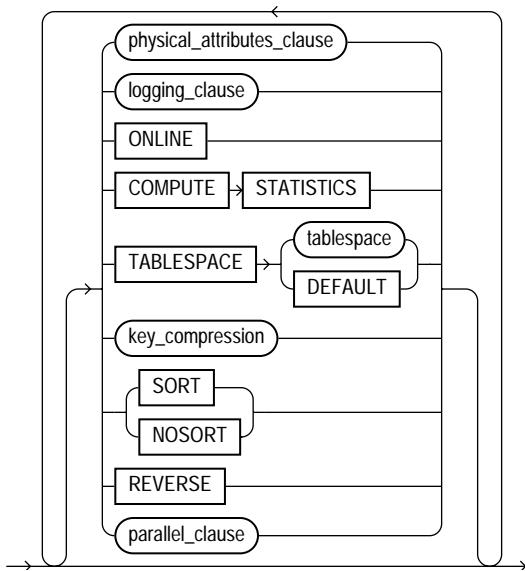 physical_attributes_clause
logging_clause
ONLINE
COMPUTE STATISTICS
TABLESPACE tablespace
DEFAULT
key_compression
SORT
NOSORT
REVERSE
parallel_clause